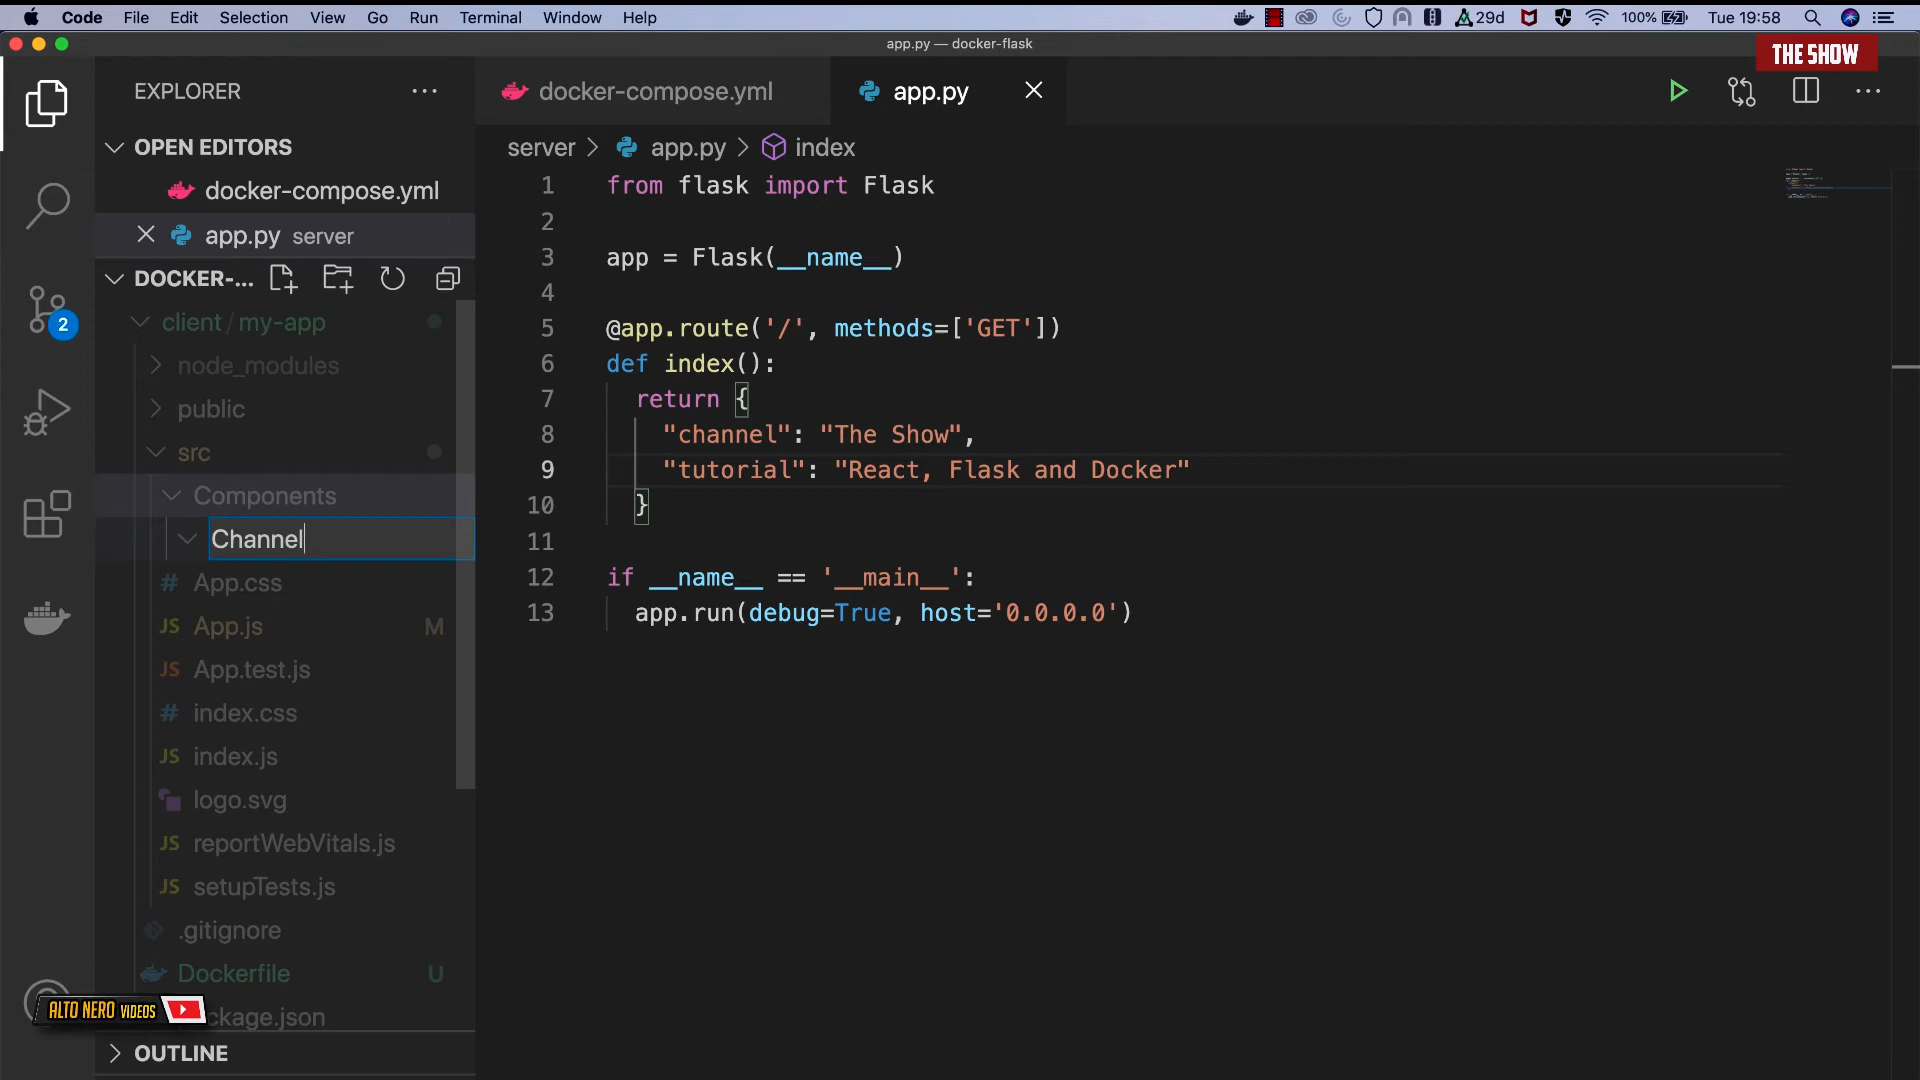 Code File Edit Selection View Go Run Terminal Window Help 29d 100% Tue 19:58
app.py — docker-flask
THE SHOW
EXPLORER
docker-compose.yml
app.py
OPEN EDITORS
docker-compose.yml
app.py server
DOCKER-...
client / my-app
node_modules
public
src
Components
Channel
App.css
JS App.js M
JS App.test.js
index.css
JS index.js
logo.svg
JS reportWebVitals.js
JS setupTests.js
.gitignore
Dockerfile U
ckage.json
OUTLINE
2
ALTO NERO VIDEOS
server > app.py > index
1 from flask import Flask
2
3 app = Flask(__name__)
4
5 @app.route('/', methods=['GET'])
6 def index():
7 return {
8 "channel": "The Show",
9 "tutorial": "React, Flask and Docker"
10 }
11
12 if __name__ == '__main__':
13 app.run(debug=True, host='0.0.0.0')